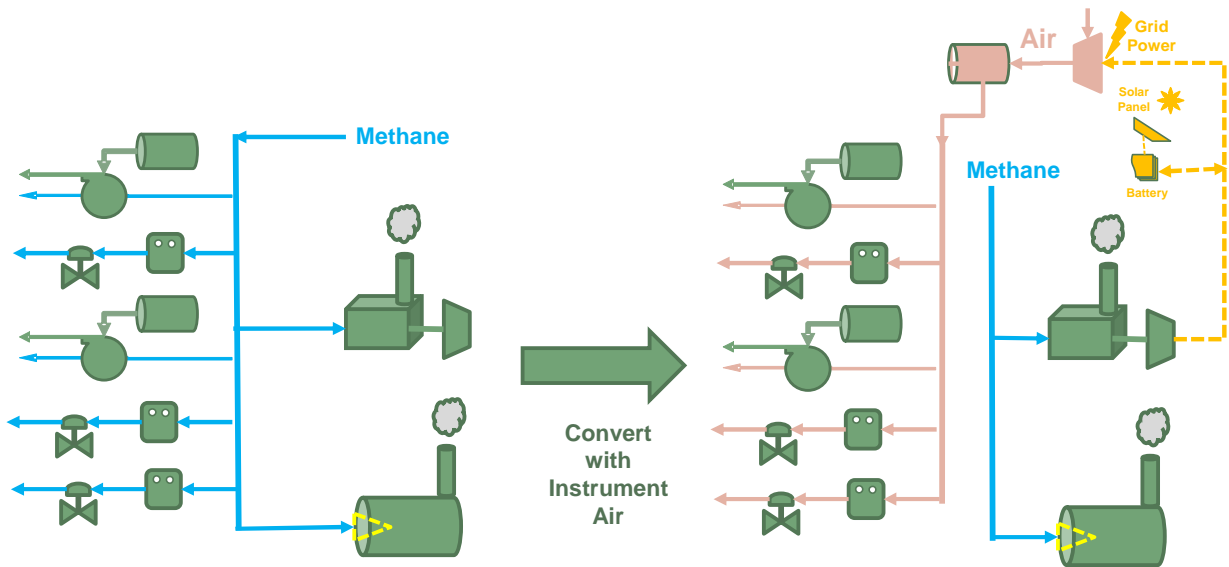 Methane
Convert
with
Instrument
Air
Air
Grid
Power
Solar
Panel
Battery
Methane